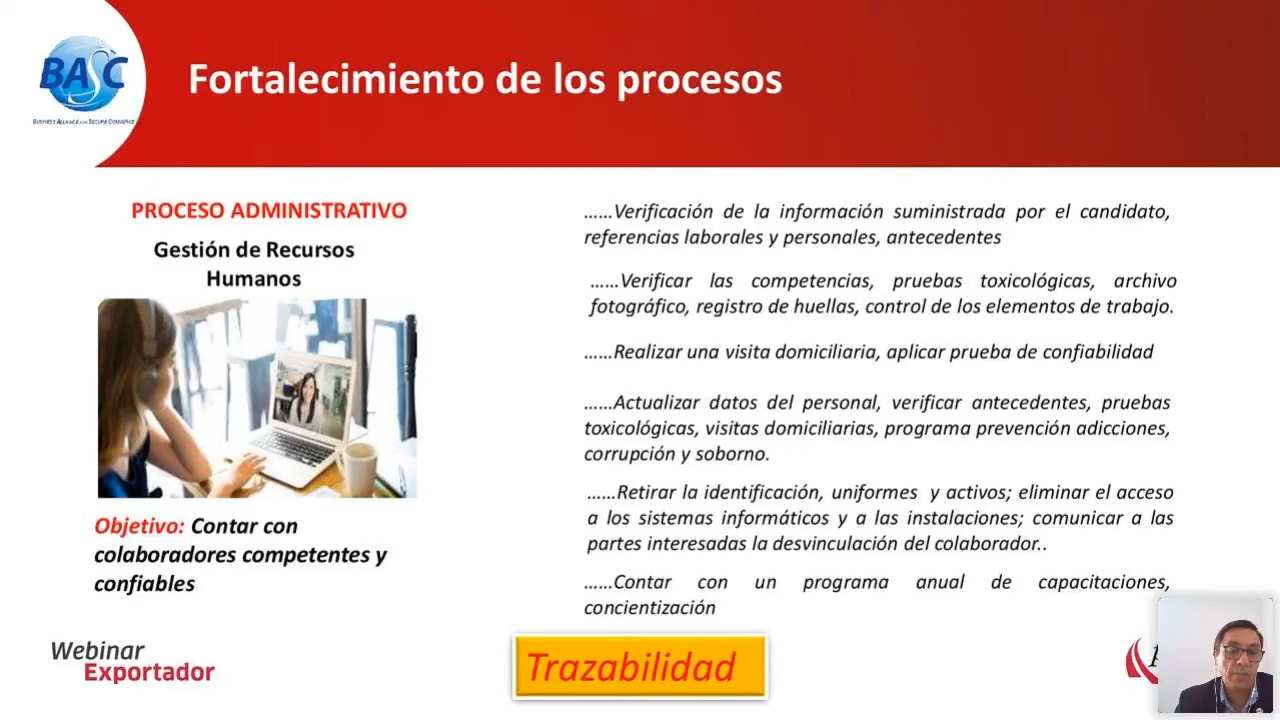 BASC
BUSINESS ALLIANCE FOR SECURE COMMERCE
Fortalecimiento de los procesos
PROCESO ADMINISTRATIVO
Gestión de Recursos
Humanos
Objetivo: Contar con
colaboradores competentes y
confiables
......Verificación de la información suministrada por el candidato,
referencias laborales y personales, antecedentes
......Verificar las competencias, pruebas toxicológicas, archivo
fotográfico, registro de huellas, control de los elementos de trabajo.
......Realizar una visita domiciliaria, aplicar prueba de confiabilidad
......Actualizar datos del personal, verificar antecedentes, pruebas
toxicológicas, visitas domiciliarias, programa prevención adicciones,
corrupción y soborno.
......Retirar la identificación, uniformes y activos; eliminar el acceso
a los sistemas informáticos y a las instalaciones; comunicar a las
partes interesadas la desvinculación del colaborador..
......Contar con un programa anual de capacitaciones,
concientización
Webinar
Exportador
Trazabilidad